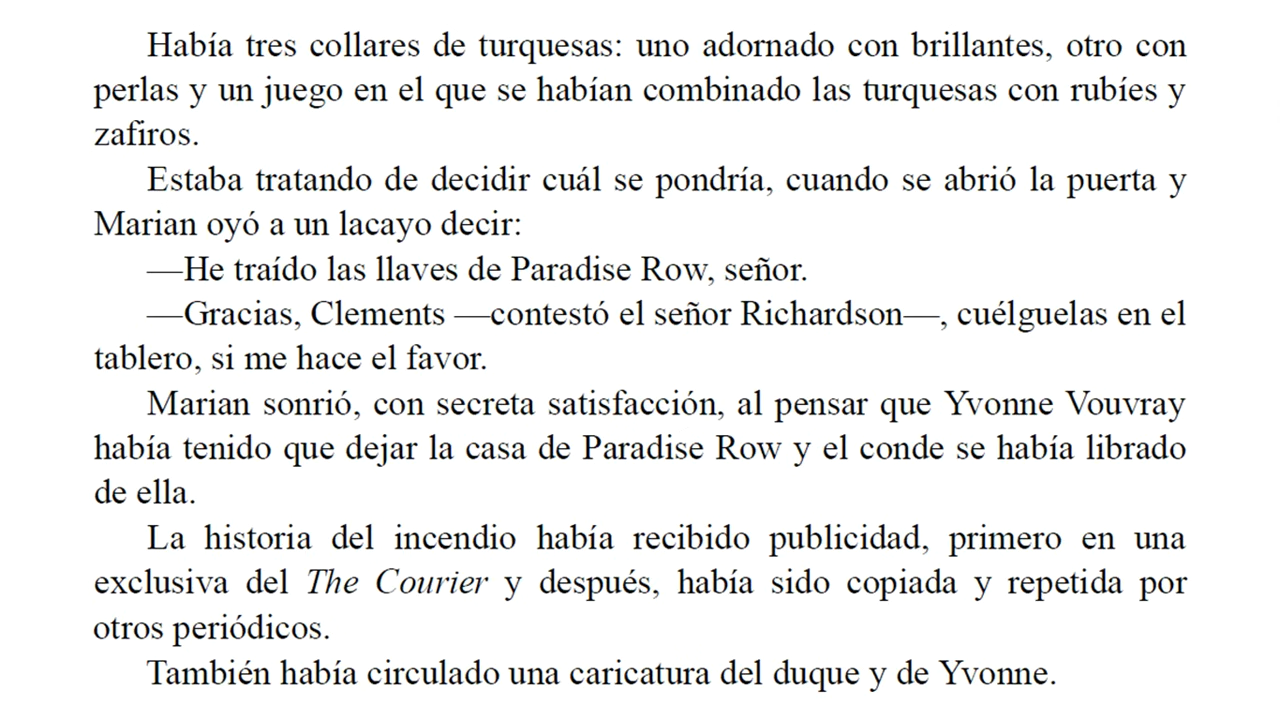 Había tres collares de turquesas: uno adornado con brillantes, otro con
perlas y un juego en el que se habían combinado las turquesas con rubíes y
zafiros.
Estaba tratando de decidir cuál se pondría, cuando se abrió la puerta y
Marian oyó a un lacayo decir:
—He traído las llaves de Paradise Row, señor.
—Gracias, Clements —contestó el señor Richardson—, cuélguelas en el
tablero, si me hace el favor.
Marian sonrió, con secreta satisfacción, al pensar que Yvonne Vouvray
había tenido que dejar la casa de Paradise Row y el conde se había librado
de ella.
La historia del incendio había recibido publicidad, primero en una
exclusiva del The Courier y después, había sido copiada y repetida por
otros periódicos.
También había circulado una caricatura del duque y de Yvonne.